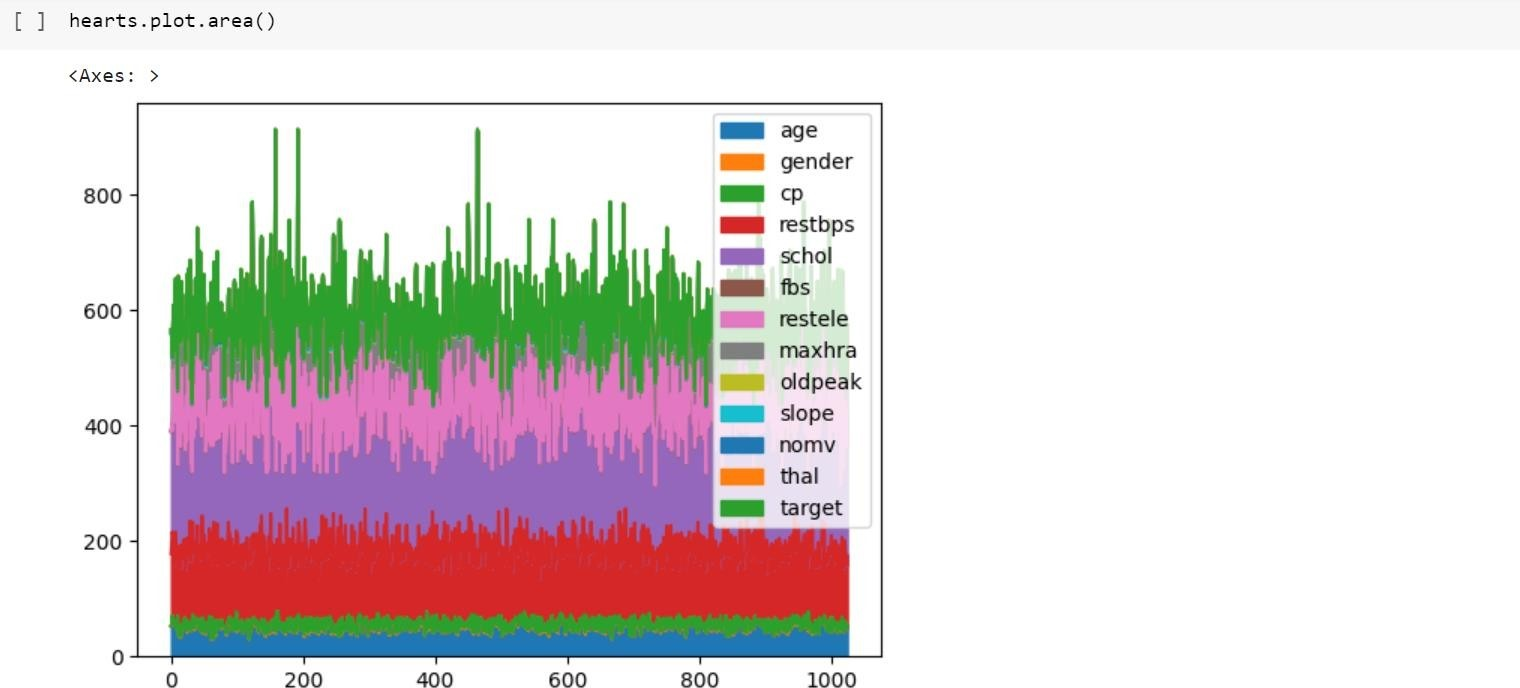 [ ] hearts.plot.area()
<Axes: >
800
600
400
200
0
0 200 400 600 800 1000
age
gender
cp
restbps
schol
fbs
restele
maxhra
oldpeak
slope
nomv
thal
target